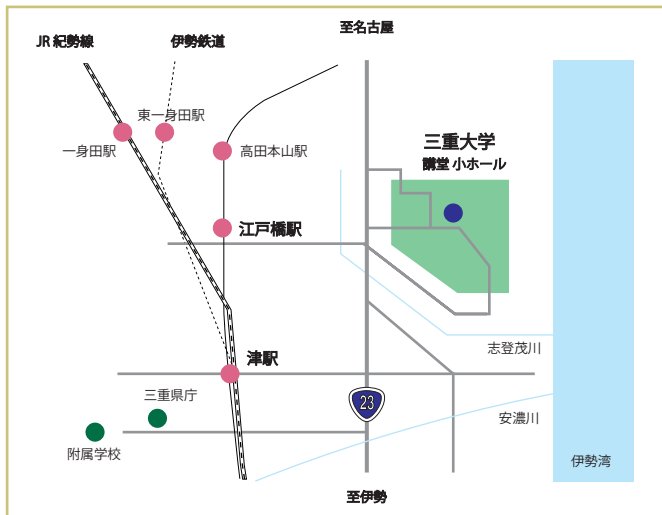 至名古屋
JR 紀勢線
伊勢鉄道
東一身田駅
一身田駅
高田本山駅
三重大学
講堂 小ホール
江戸橋駅
志登茂川
津駅
三重県庁
23
安濃川
附属学校
伊勢湾
至伊勢